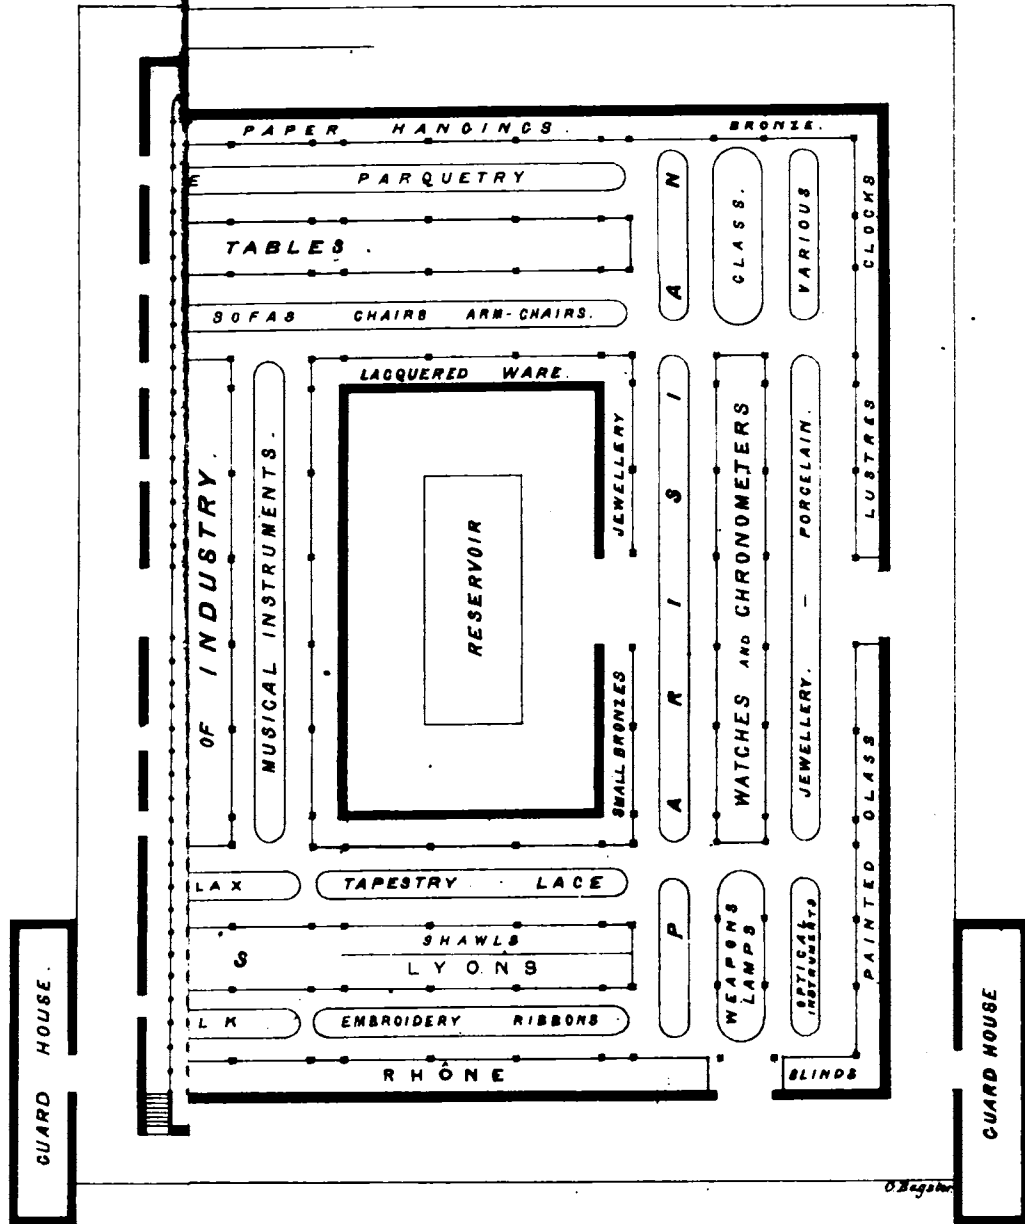 PAPER HANGINGS.
BRONZE.
E
PARQUETRY
TABLES.
SOFAS CHAIRS ARM-CHAIRS.
GLASS.
VARIOUS
CLOCKS
LACQUERED WARE.
OF INDUSTRY.
MUSICAL INSTRUMENTS.
RESERVOIR
JEWELLERY
SMALL BRONZES
PARISIAN
WATCHES AND CHRONOMETERS
JEWELLERY. — PORCELAIN.
LUSTRES
PAINTED GLASS
LAX
TAPESTRY LACE
S
SHAWLS
LYONS
WEAPONS
LAMPS
OPTICAL
INSTRUMENTS
LK
EMBROIDERY RIBBONS
RHÔNE
BLINDS
GUARD HOUSE.
GUARD HOUSE
O. Bagster